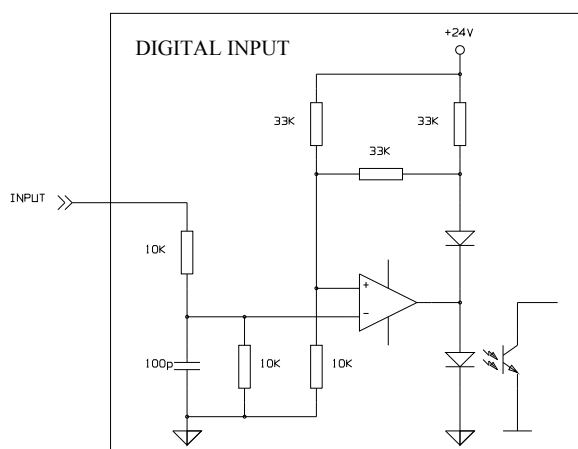 DIGITAL INPUT
+24V
33K
33K
33K
INPUT
10K
+
-
100p
10K
10K